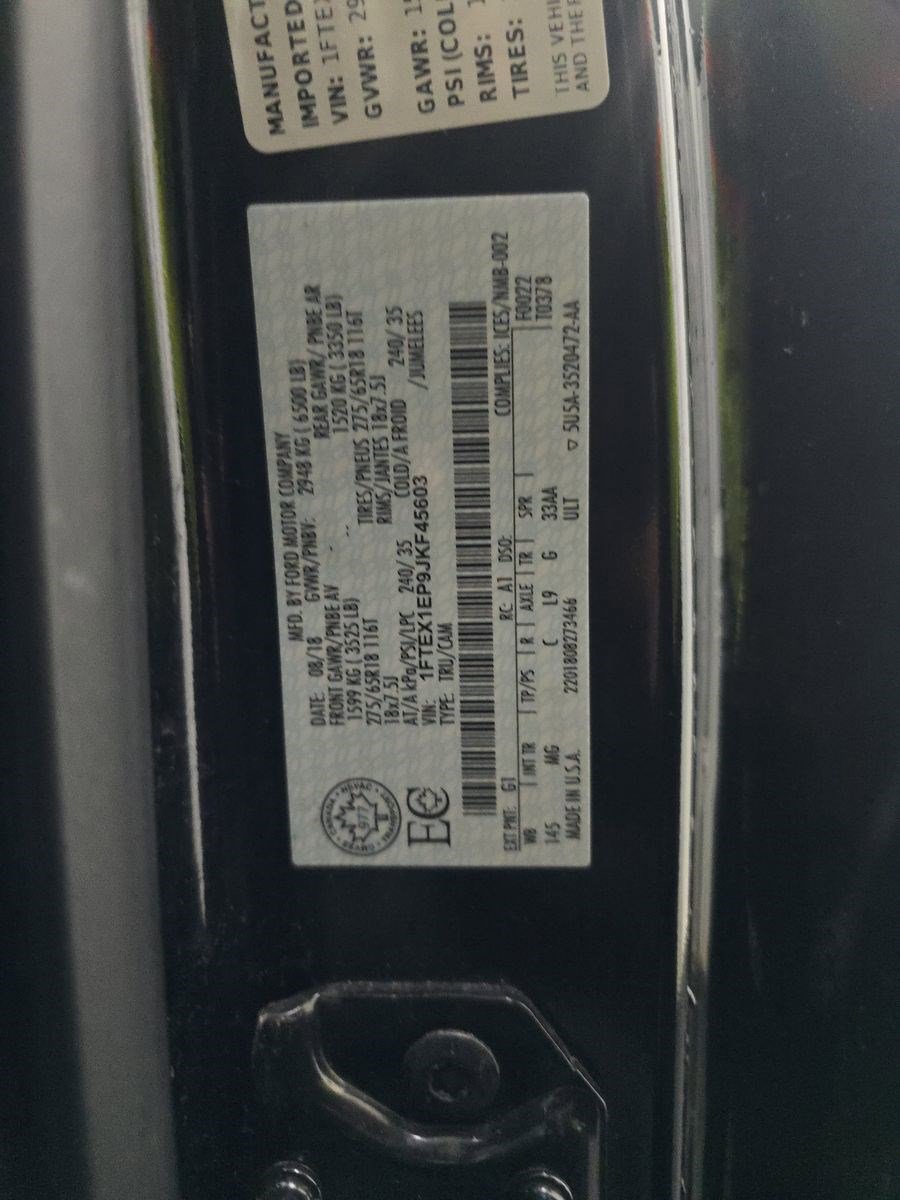 MANUFACT
IMPORTED
VIN: 1FTEX
GVWR: 29
GAWR: 15
PSI (COL
RIMS:
TIRES:
THIS VEHI
AND THE
MFD. BY FORD MOTOR COMPANY
DATE: 08/18 GVWR/PNBV: 2948 KG ( 6500 LB)
FRONT GAWR/PNBE AV REAR GAWR/ PNBE AR
1599 KG ( 3525 LB) 1520 KG ( 3350 LB)
275/65R18 116T TIRES/PNEUS 275/65R18 116T
18x7.5J RIMS/JANTES 18x7.5J
AT/A kPa/PSI/LPC 240/ 35 COLD/A FROID 240/ 35
VIN: 1FTEX1EP9JKF45603 /JUMELEES
TYPE: TRU/CAM
CANADA
977
EC
COMPLIES: ICES/NMB-002
EXT PNT: G1 RC: A1 DSO: F0022
WB INT TR TP/PS R AXLE TR SPR T0378
145 MG C L9 G 33AA
ULT ▽ 5U5A-3520472-AA
MADE IN U.S.A. 2201808273466